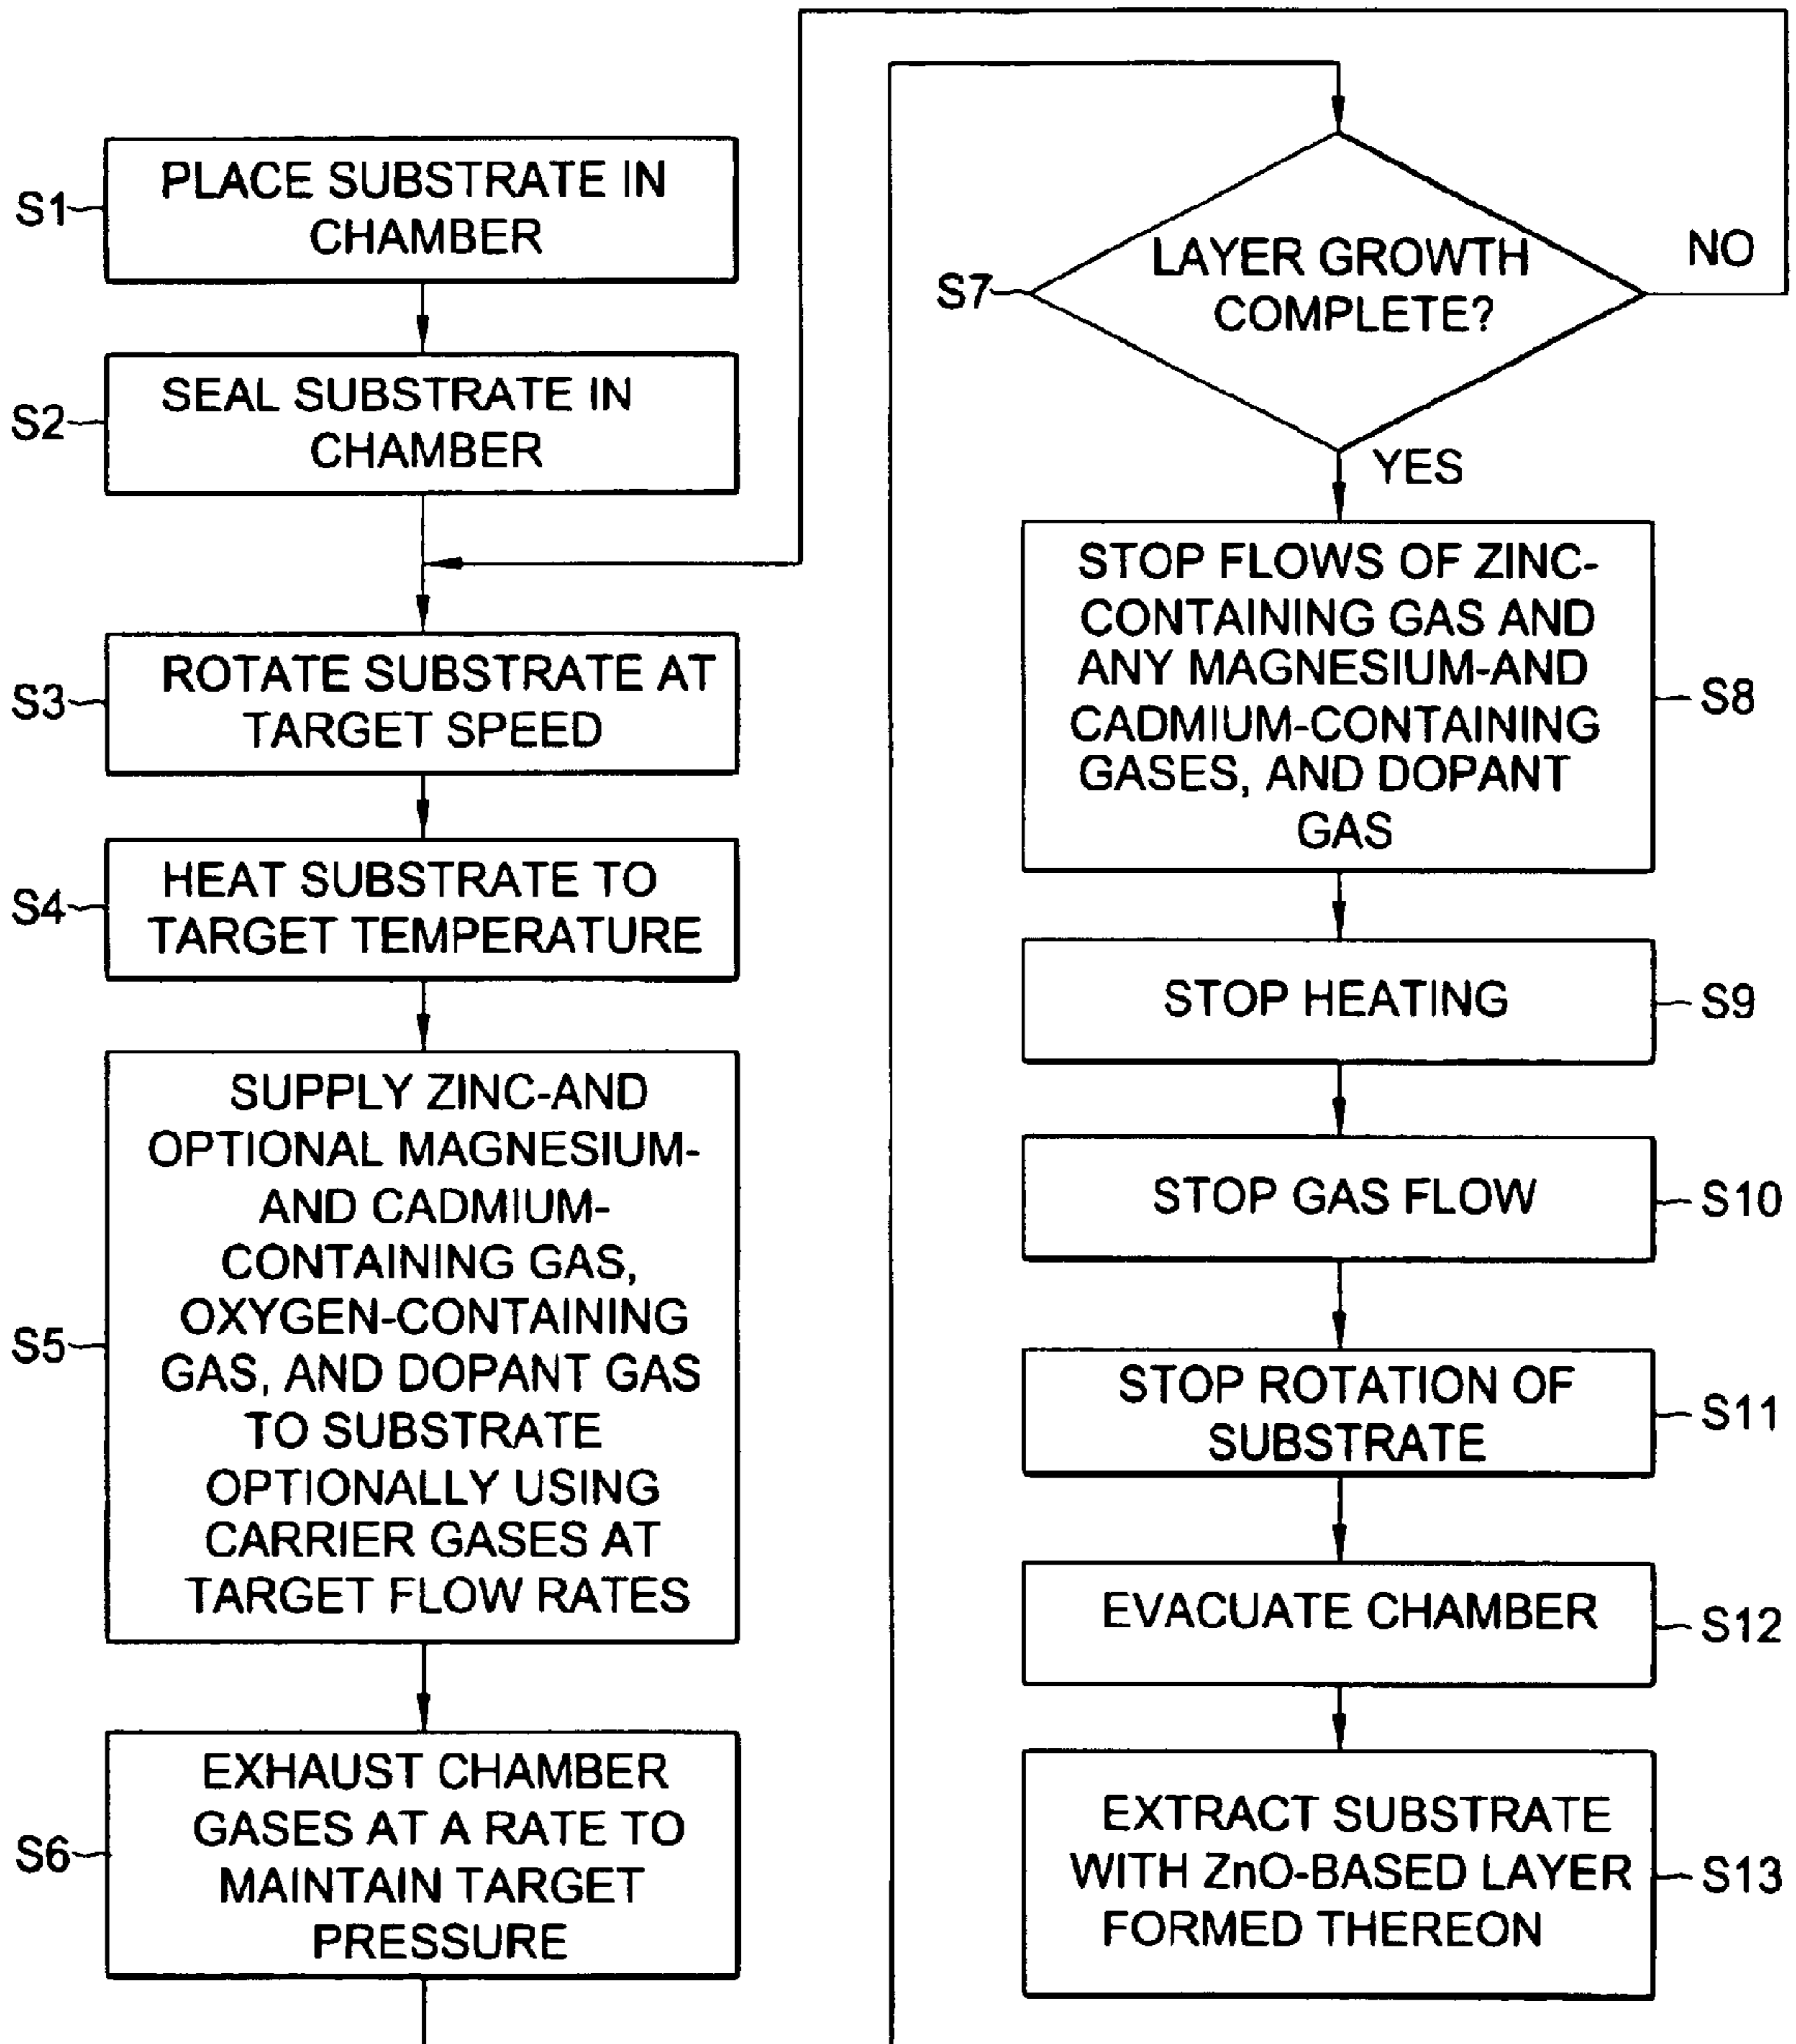 S1
PLACE SUBSTRATE IN
CHAMBER
S2
SEAL SUBSTRATE IN
CHAMBER
S3
ROTATE SUBSTRATE AT
TARGET SPEED
S4
HEAT SUBSTRATE TO
TARGET TEMPERATURE
S5
SUPPLY ZINC-AND
OPTIONAL MAGNESIUM-
AND CADMIUM-
CONTAINING GAS,
OXYGEN-CONTAINING
GAS, AND DOPANT GAS
TO SUBSTRATE
OPTIONALLY USING
CARRIER GASES AT
TARGET FLOW RATES
S6
EXHAUST CHAMBER
GASES AT A RATE TO
MAINTAIN TARGET
PRESSURE
S7
LAYER GROWTH
COMPLETE?
NO
YES
STOP FLOWS OF ZINC-
CONTAINING GAS AND
ANY MAGNESIUM-AND
CADMIUM-CONTAINING
GASES, AND DOPANT
GAS
S8
STOP HEATING
S9
STOP GAS FLOW
S10
STOP ROTATION OF
SUBSTRATE
S11
EVACUATE CHAMBER
S12
EXTRACT SUBSTRATE
WITH ZnO-BASED LAYER
FORMED THEREON
S13